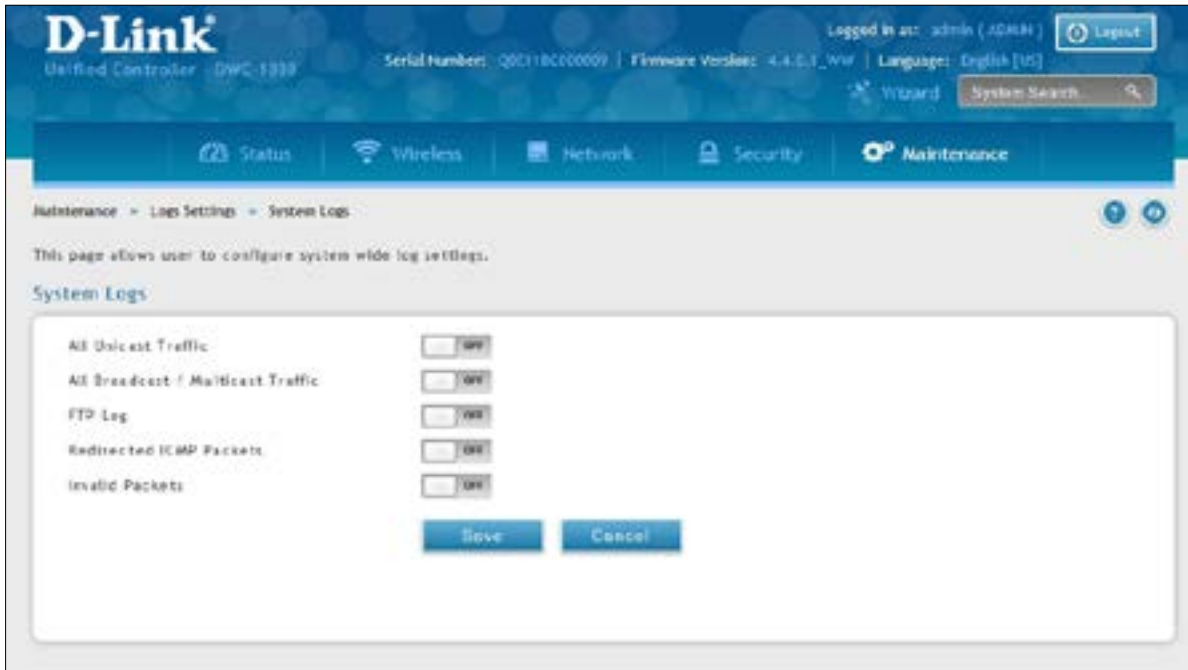 D-Link
Logged in as: admin ( ADMIN )
Logout
Unified Controller - DWC-1000
Serial Number: | Firmware Version: | Language: English [US]
Wizard
System Search
Status
Wireless
Network
Security
Maintenance
Maintenance » Logs Settings » System Logs
This page allows user to configure system wide log settings.
System Logs
All Unicast Traffic
OFF
All Broadcast / Multicast Traffic
OFF
FTP Log
OFF
Redirected ICMP Packets
OFF
Invalid Packets
OFF
Save
Cancel